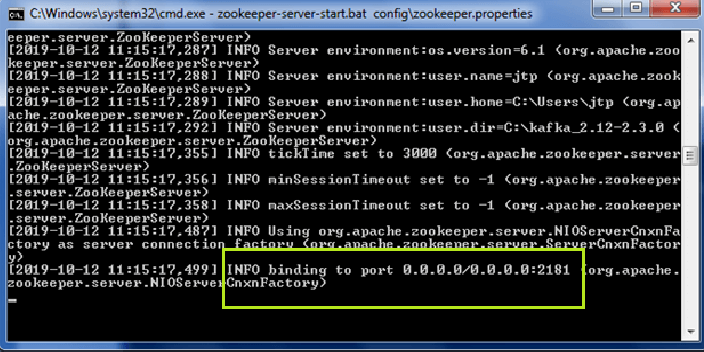 C:\Windows\system32\cmd.exe - zookeeper-server-start.bat config\zookeeper.properties
eeper.server.ZooKeeperServer)
[2019-10-12 11:15:17,287] INFO Server environment:os.version=6.1 (org.apache.zoo
keeper.server.ZooKeeperServer)
[2019-10-12 11:15:17,288] INFO Server environment:user.name=jtp (org.apache.zook
eeper.server.ZooKeeperServer)
[2019-10-12 11:15:17,289] INFO Server environment:user.home=C:\Users\jtp (org.ap
ache.zookeeper.server.ZooKeeperServer)
[2019-10-12 11:15:17,292] INFO Server environment:user.dir=C:\kafka_2.12-2.3.0 (
org.apache.zookeeper.server.ZooKeeperServer)
[2019-10-12 11:15:17,355] INFO tickTime set to 3000 (org.apache.zookeeper.server
.ZooKeeperServer)
[2019-10-12 11:15:17,356] INFO minSessionTimeout set to -1 (org.apache.zookeeper
.server.ZooKeeperServer)
[2019-10-12 11:15:17,358] INFO maxSessionTimeout set to -1 (org.apache.zookeeper
.server.ZooKeeperServer)
[2019-10-12 11:15:17,487] INFO Using org.apache.zookeeper.server.NIOServerCnxnFa
ctory as server connection factory (org.apache.zookeeper.server.ServerCnxnFactor
y)
[2019-10-12 11:15:17,499] INFO binding to port 0.0.0.0/0.0.0.0:2181 (org.apache.
zookeeper.server.NIOServerCnxnFactory)